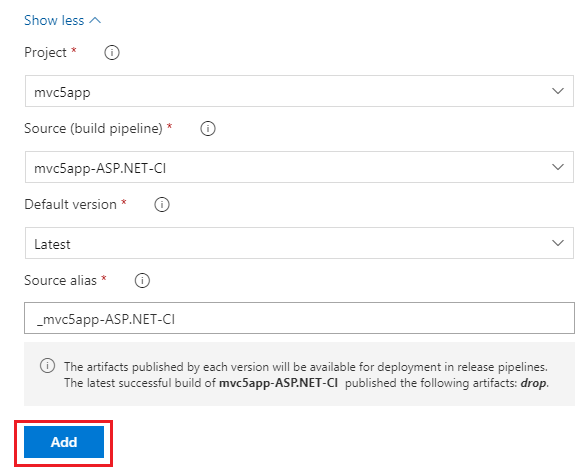 Show less
Project *
mvc5app
Source (build pipeline) *
mvc5app-ASP.NET-CI
Default version *
Latest
Source alias *
_mvc5app-ASP.NET-CI
The artifacts published by each version will be available for deployment in release pipelines.
The latest successful build of mvc5app-ASP.NET-CI published the following artifacts: drop.
Add